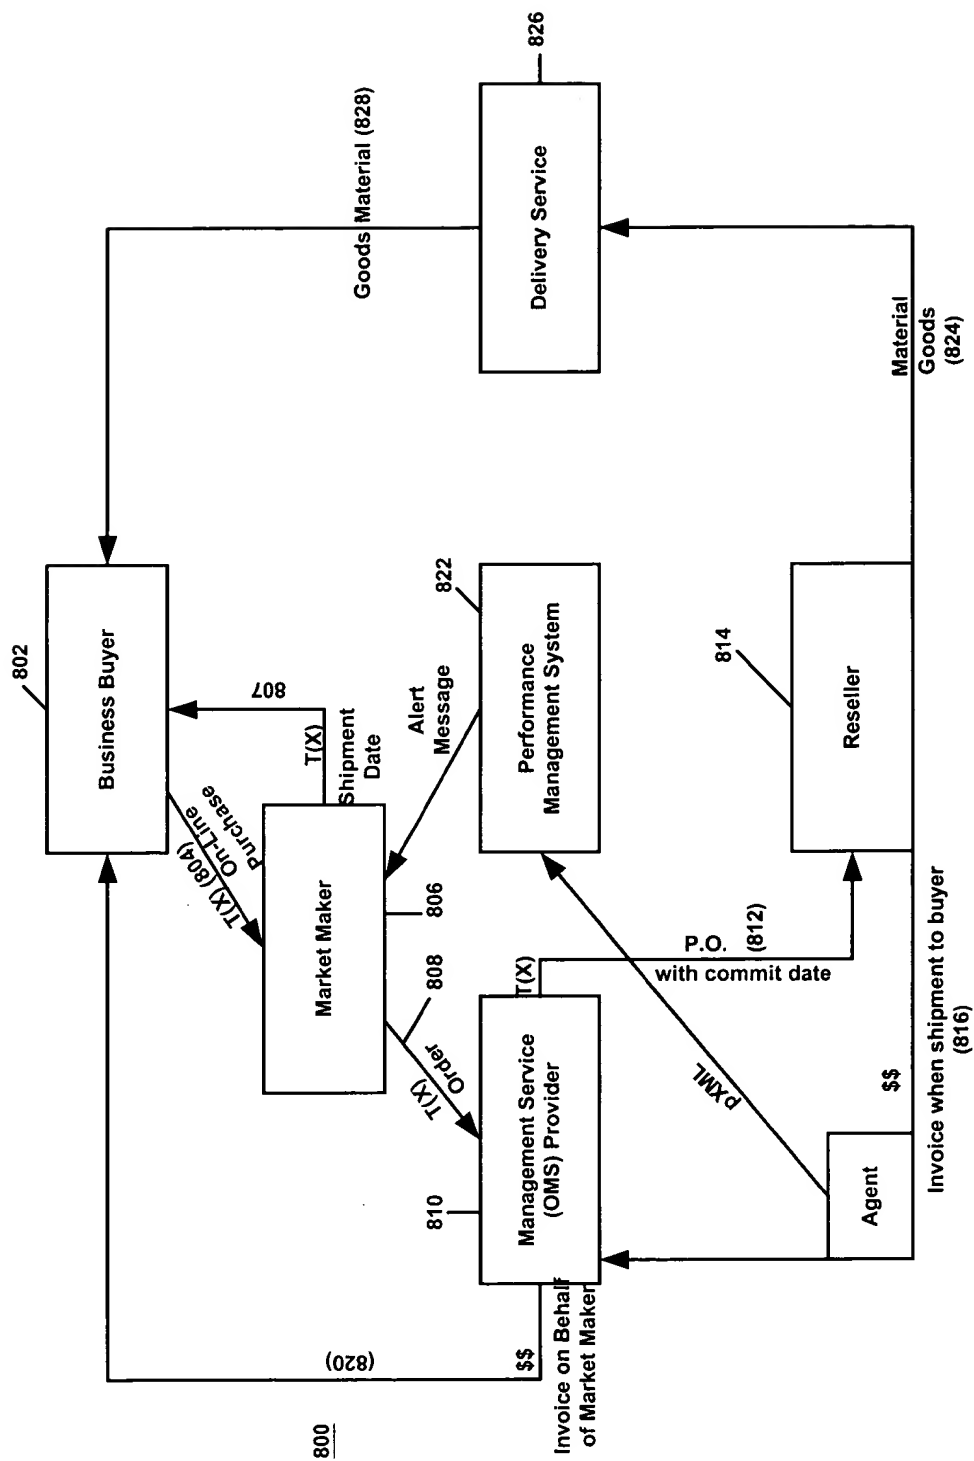 800
802
Business Buyer
(820)
T(X) (804)
On-Line
Purchase
807
T(X)
Shipment
Date
Goods Material (828)
Market Maker
806
Alert
Message
808
T(X)
Order
810
Management Service
(OMS) Provider
822
Performance
Management System
826
Delivery Service
$$
Invoice on Behalf
of Market Maker
T(X)
P.O.
(812)
with commit date
pXML
814
Reseller
Agent
$$
Invoice when shipment to buyer
(816)
Material
Goods
(824)